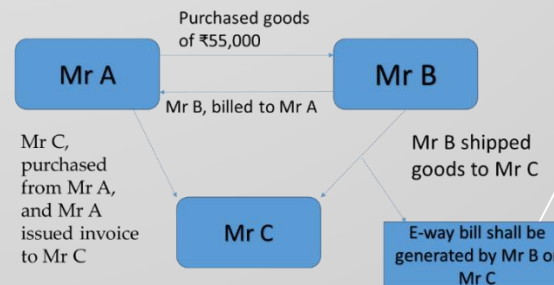 Purchased goods
of ₹55,000
Mr A
Mr B
Mr B, billed to Mr A
Mr C,
purchased
from Mr A,
and Mr A
issued invoice
to Mr C
Mr B shipped
goods to Mr C
Mr C
E-way bill shall be
generated by Mr B or
Mr C